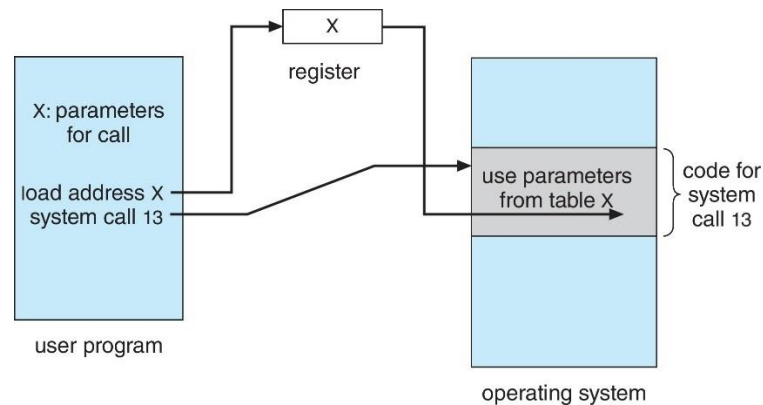 X
register
X: parameters
for call
load address X
system call 13
user program
use parameters
from table X
code for
system
call 13
operating system